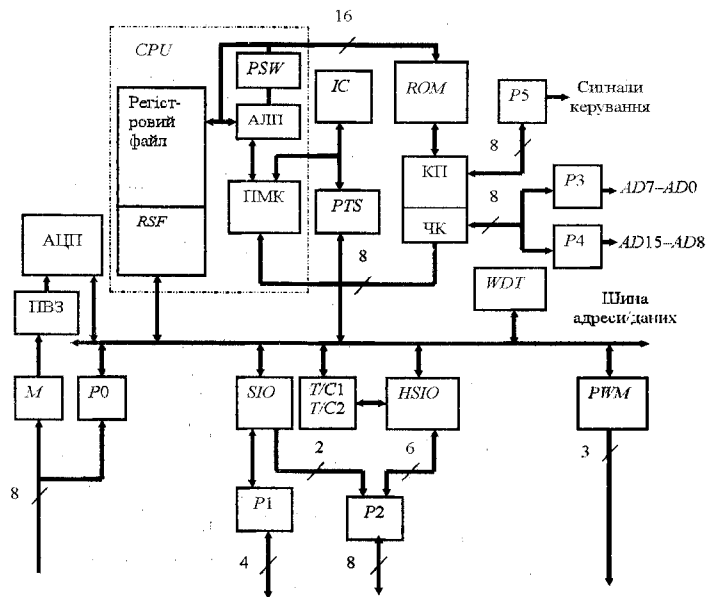 16
CPU
PSW
IC
ROM
P5
Сигнали
керування
Регіст-
ровий
файл
АЛП
8
КП
8
P3
AD7–AD0
ПМК
PTS
RSF
ЧК
P4
AD15–AD8
АЦП
8
WDT
ПВЗ
Шина
адреси/даних
M
P0
SIO
T/C1
T/C2
HSIO
PWM
2
6
3
8
P1
P2
4
8